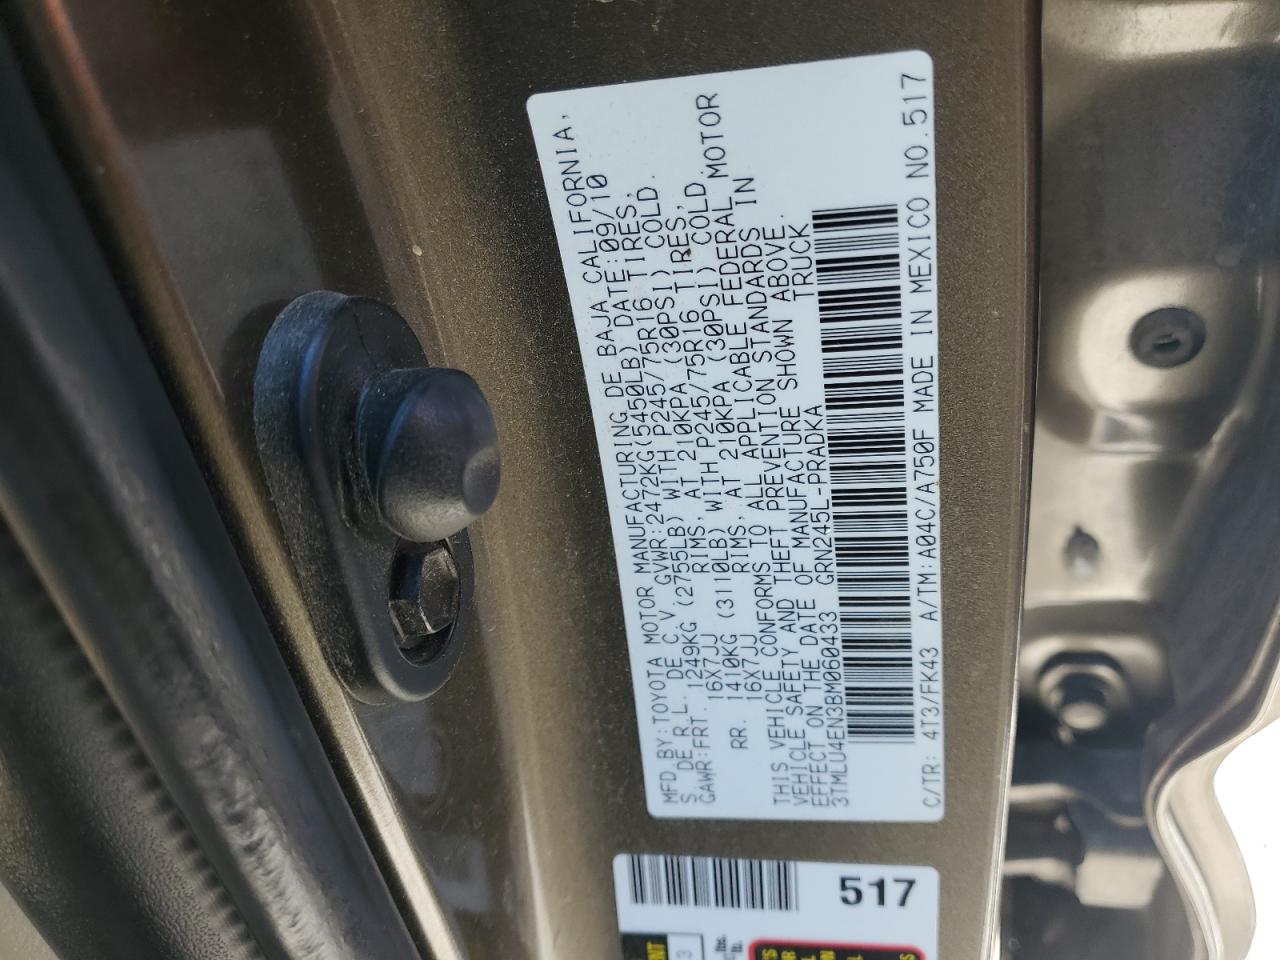 MFD BY:TOYOTA MOTOR MANUFACTURING DE BAJA CALIFORNIA,
S. DE R.L. DE C.V. GVWR:2472KG(5450LB) DATE:09/10
GAWR:FRT. 1249KG (2755LB) WITH P245/75R16 TIRES,
16X7JJ RIMS, AT 210KPA (30PSI) COLD.
RR. 1410KG (3110LB) WITH P245/75R16 TIRES,
16X7JJ RIMS, AT 210KPA (30PSI) COLD.
THIS VEHICLE CONFORMS TO ALL APPLICABLE FEDERAL MOTOR
VEHICLE SAFETY AND THEFT PREVENTION STANDARDS IN
EFFECT ON THE DATE OF MANUFACTURE SHOWN ABOVE.
3TMLU4EN3BM060433 GRN245L-PRADKA TRUCK
C/TR: 4T3/FK43 A/TM:A04C/A750F MADE IN MEXICO NO.517
517